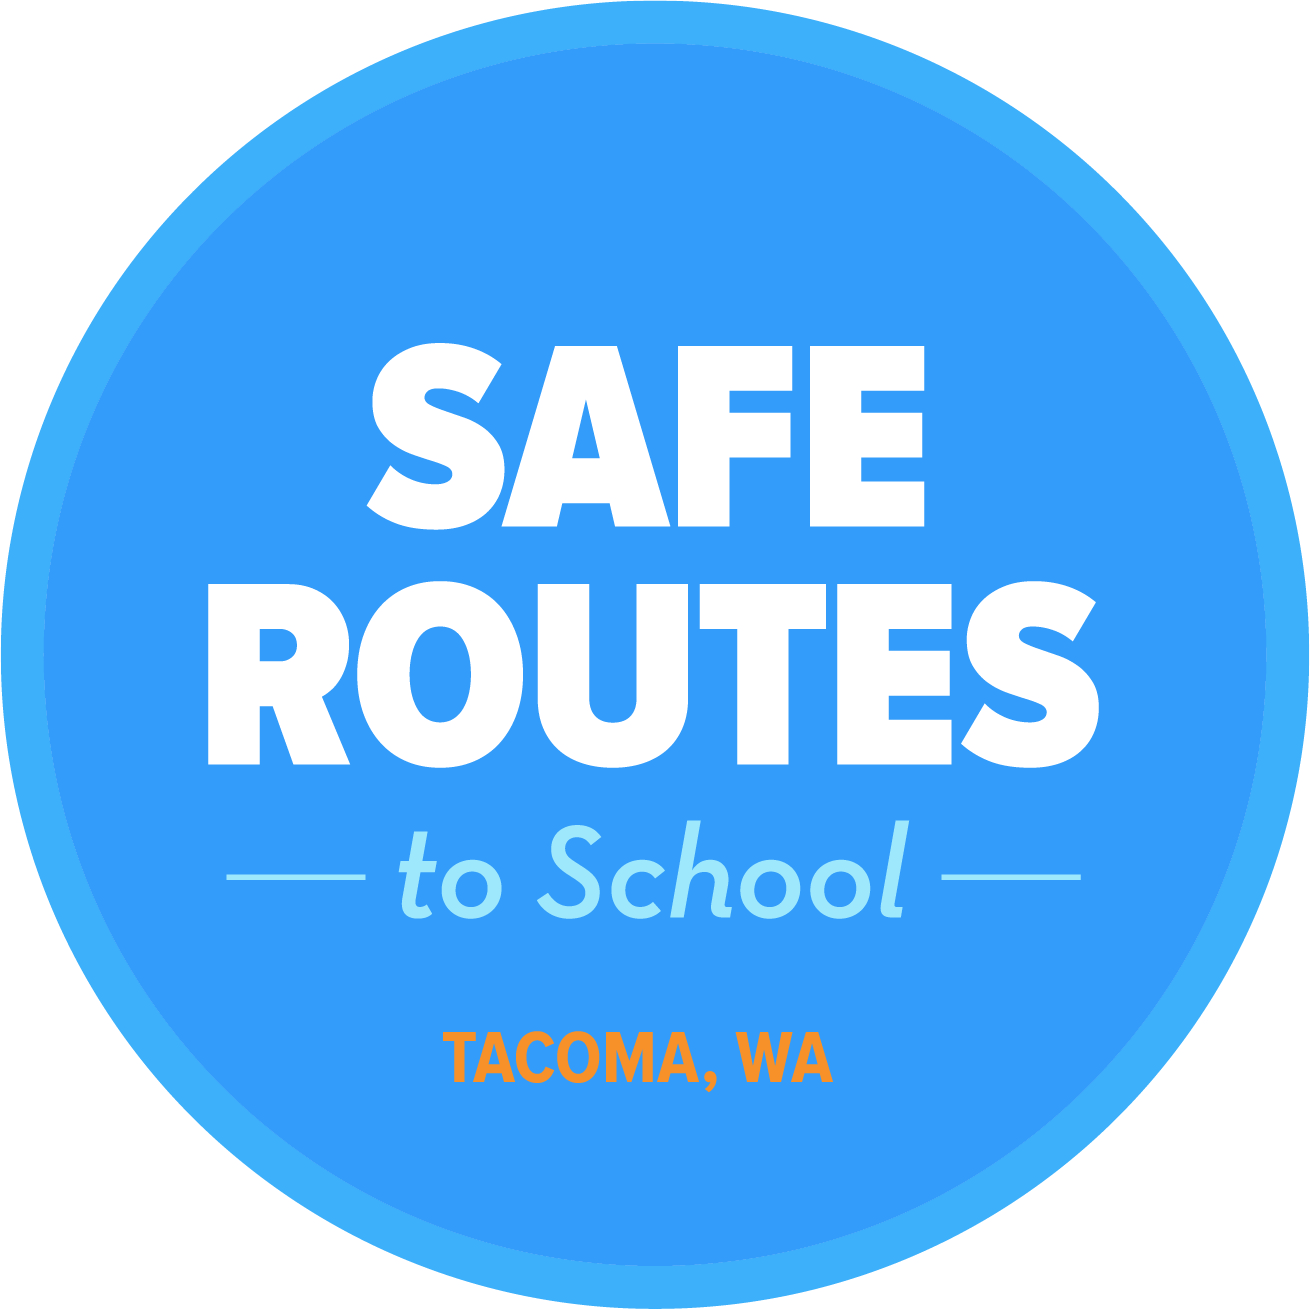 SAFE
ROUTES
to School
TACOMA, WA